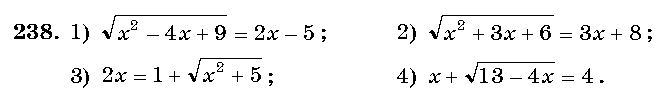 238. 1) √(x² − 4x + 9) = 2x − 5 ; 2) √(x² + 3x + 6) = 3x + 8 ;
3) 2x = 1 + √(x² + 5) ; 4) x + √(13 − 4x) = 4 .